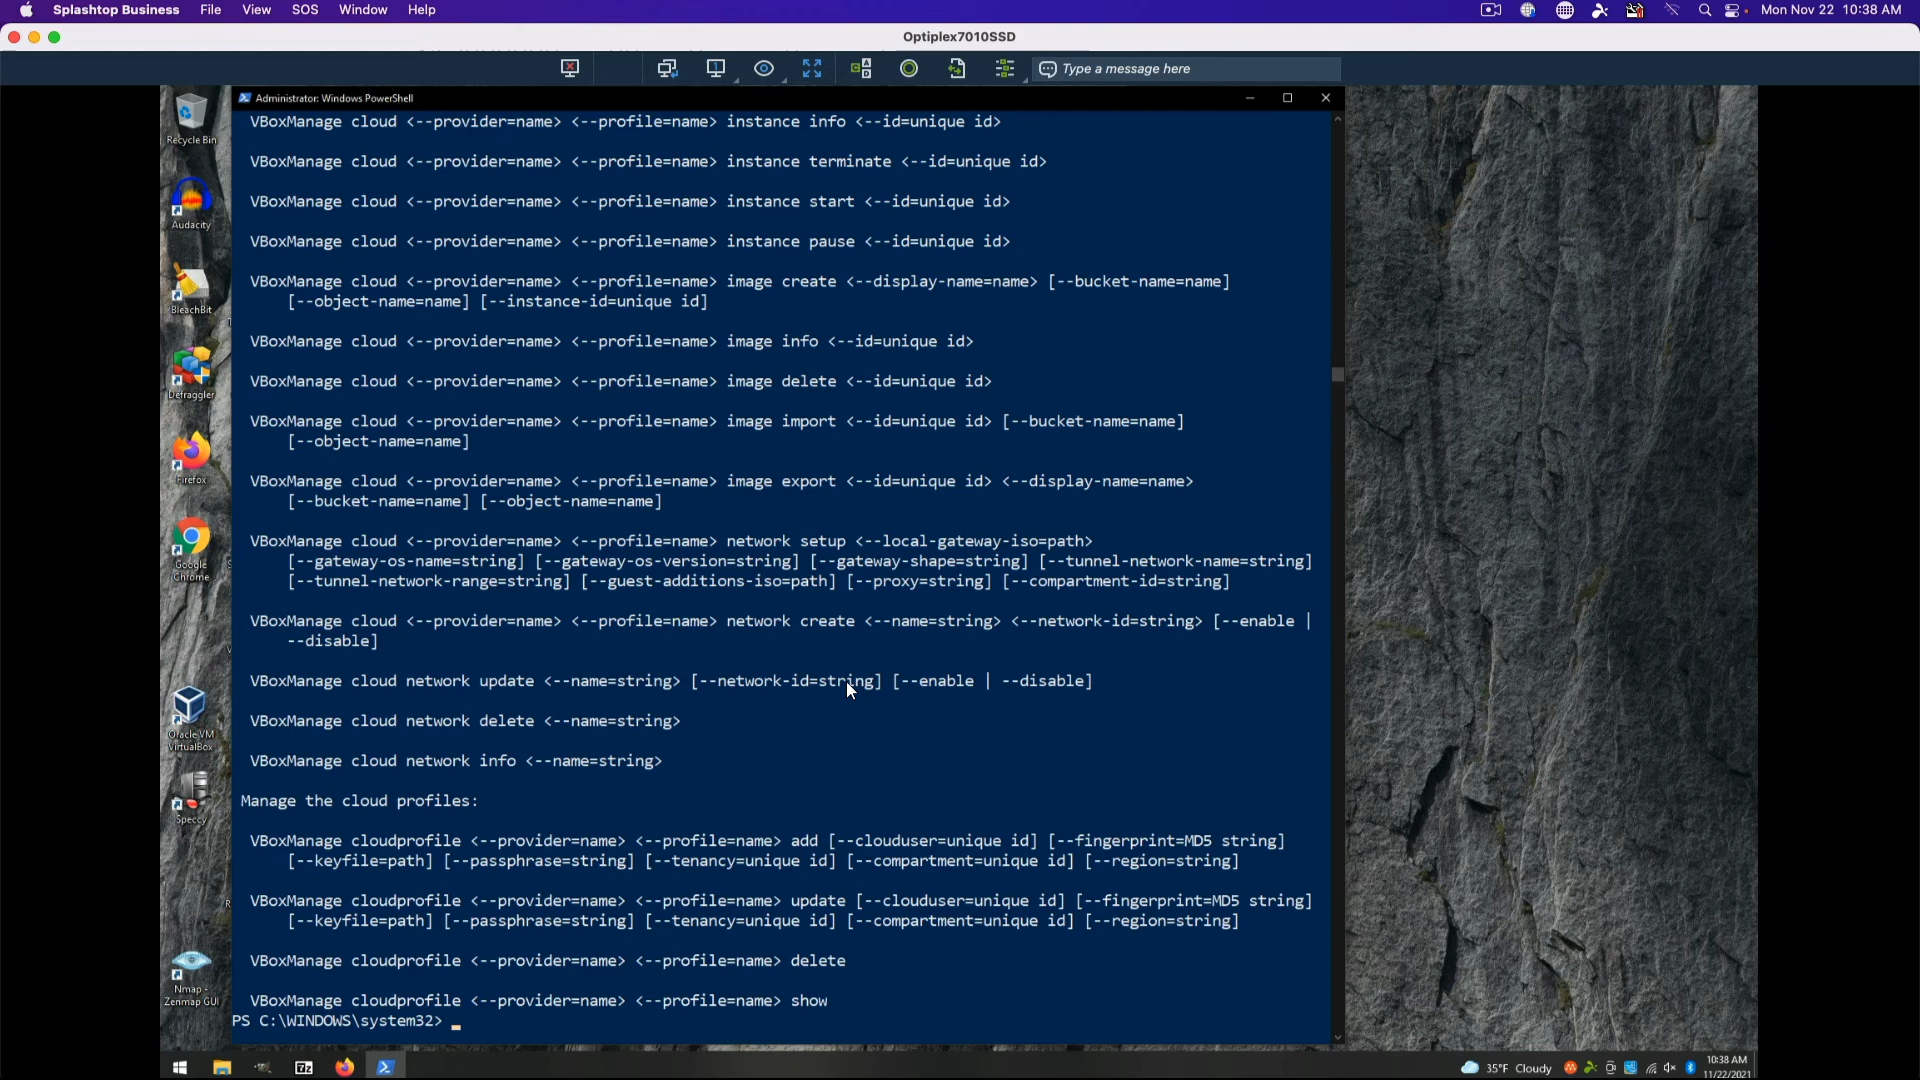 Splashtop Business File View SOS Window Help
Mon Nov 22 10:38 AM
Optiplex7010SSD
Type a message here
Administrator: Windows PowerShell
Recycle Bin
Audacity
BleachBit
Defraggler
Firefox
Google
Chrome
Oracle VM
VirtualBox
Speccy
Nmap -
Zenmap GUI
VBoxManage cloud <--provider=name> <--profile=name> instance info <--id=unique id>
VBoxManage cloud <--provider=name> <--profile=name> instance terminate <--id=unique id>
VBoxManage cloud <--provider=name> <--profile=name> instance start <--id=unique id>
VBoxManage cloud <--provider=name> <--profile=name> instance pause <--id=unique id>
VBoxManage cloud <--provider=name> <--profile=name> image create <--display-name=name> [--bucket-name=name]
[--object-name=name] [--instance-id=unique id]
VBoxManage cloud <--provider=name> <--profile=name> image info <--id=unique id>
VBoxManage cloud <--provider=name> <--profile=name> image delete <--id=unique id>
VBoxManage cloud <--provider=name> <--profile=name> image import <--id=unique id> [--bucket-name=name]
[--object-name=name]
VBoxManage cloud <--provider=name> <--profile=name> image export <--id=unique id> <--display-name=name>
[--bucket-name=name] [--object-name=name]
VBoxManage cloud <--provider=name> <--profile=name> network setup <--local-gateway-iso=path>
[--gateway-os-name=string] [--gateway-os-version=string] [--gateway-shape=string] [--tunnel-network-name=string]
[--tunnel-network-range=string] [--guest-additions-iso=path] [--proxy=string] [--compartment-id=string]
VBoxManage cloud <--provider=name> <--profile=name> network create <--name=string> <--network-id=string> [--enable |
--disable]
VBoxManage cloud network update <--name=string> [--network-id=string] [--enable | --disable]
VBoxManage cloud network delete <--name=string>
VBoxManage cloud network info <--name=string>
Manage the cloud profiles:
VBoxManage cloudprofile <--provider=name> <--profile=name> add [--clouduser=unique id] [--fingerprint=MD5 string]
[--keyfile=path] [--passphrase=string] [--tenancy=unique id] [--compartment=unique id] [--region=string]
VBoxManage cloudprofile <--provider=name> <--profile=name> update [--clouduser=unique id] [--fingerprint=MD5 string]
[--keyfile=path] [--passphrase=string] [--tenancy=unique id] [--compartment=unique id] [--region=string]
VBoxManage cloudprofile <--provider=name> <--profile=name> delete
VBoxManage cloudprofile <--provider=name> <--profile=name> show
PS C:\WINDOWS\system32>
35°F Cloudy
10:38 AM
11/22/2021